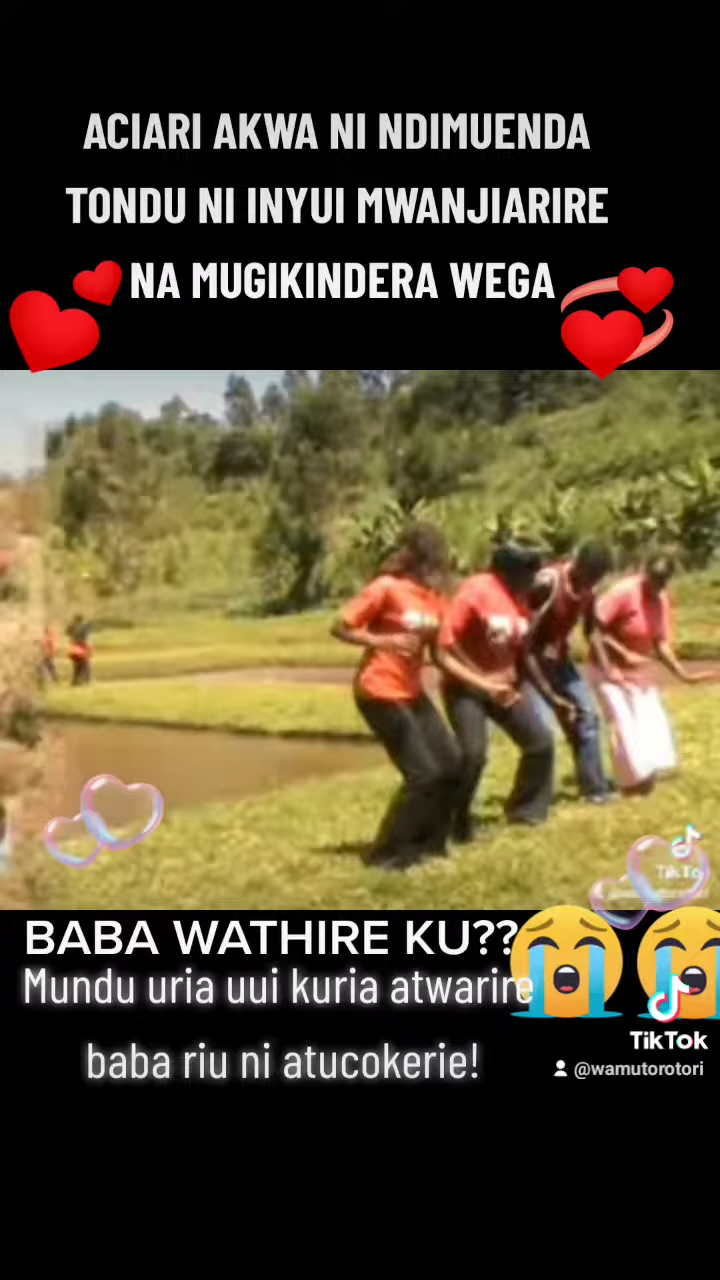 ACIARI AKWA NI NDIMUENDA
TONDU NI INYUI MWANJIARIRE
NA MUGIKINDERA WEGA
TikTo
BABA WATHIRE KU??
Mundu uria uui kuria atwarire
baba riu ni atucokerie!
TikTok
@wamutorotori